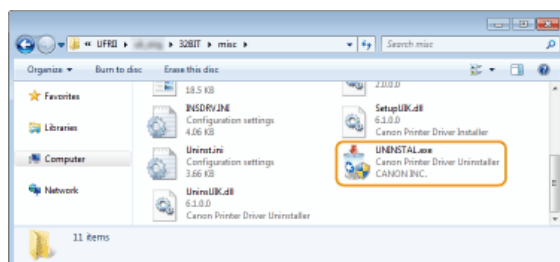 « UFRII ▸ ▸ 32BIT ▸ misc ▸
Search misc
Organize ▾ Burn to disc Erase this disc
Favorites
Libraries
Computer
Network
18.5 KB
INSDRV.INI
Configuration settings
4.06 KB
Uninst.ini
Configuration settings
3.66 KB
UninsUIK.dll
6.1.0.0
Canon Printer Driver Uninstaller
2.0.0.0
SetupUIK.dll
6.1.0.0
Canon Printer Driver Installer
UNINSTAL.exe
Canon Printer Driver Uninstaller
CANON INC.
11 items